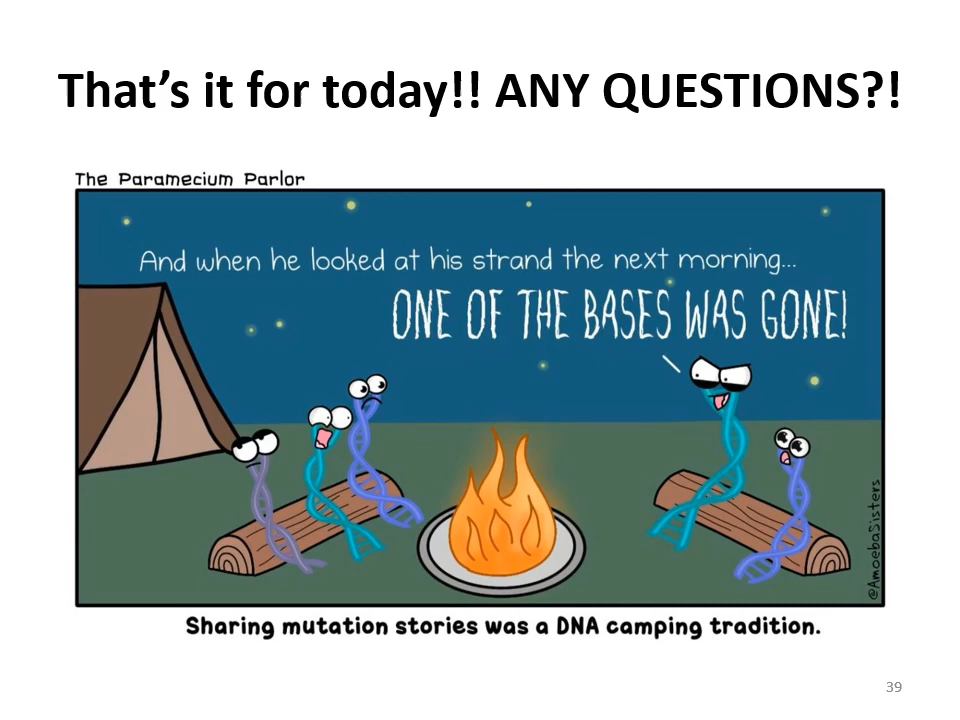 That’s it for today!! ANY QUESTIONS?!
The Paramecium Parlor
And when he looked at his strand the next morning...
ONE OF THE BASES WAS GONE!
@AmoebaSisters
Sharing mutation stories was a DNA camping tradition.
39